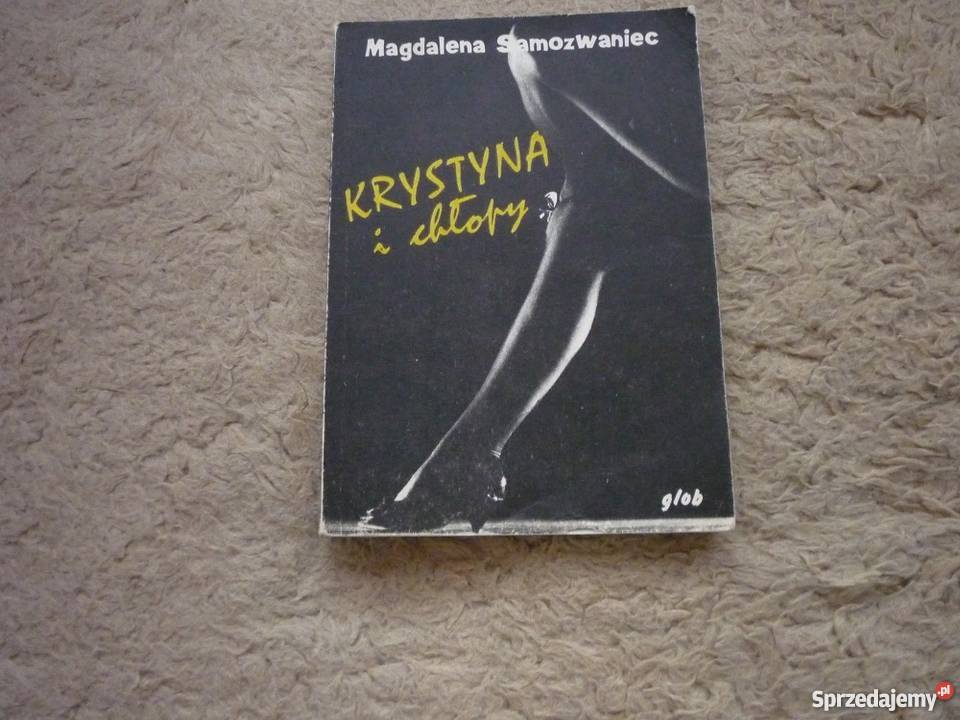 Magdalena Samozwaniec
KRYSTYNA
i chłopy
glob
Sprzedajemy.pl